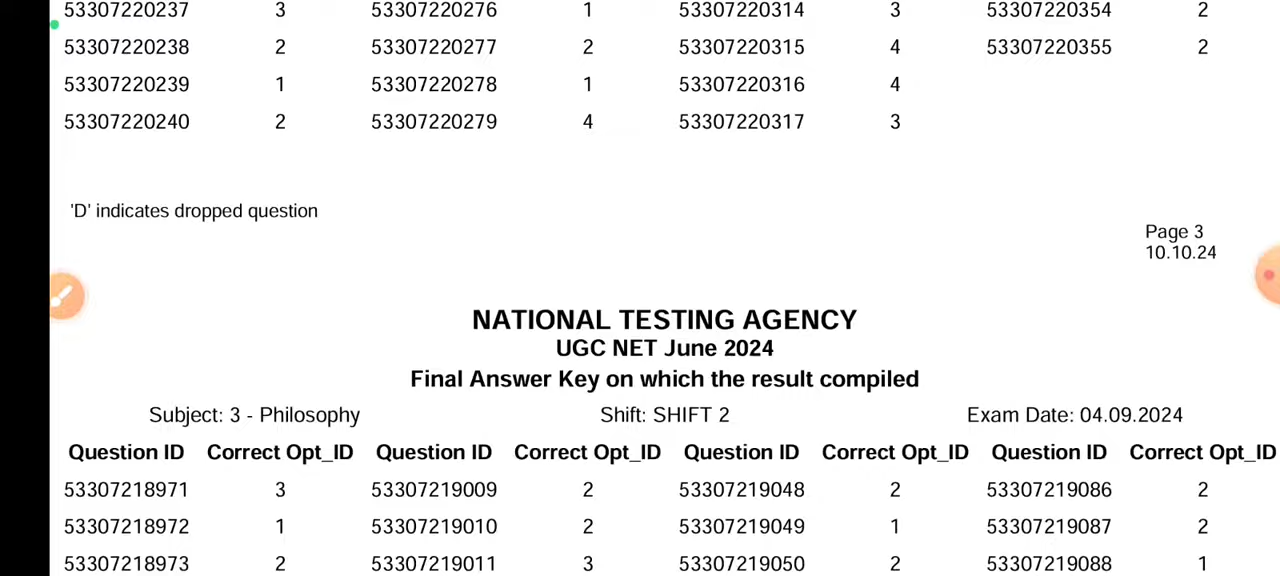 53307220237 3 53307220276 1 53307220314 3 53307220354 2
53307220238 2 53307220277 2 53307220315 4 53307220355 2
53307220239 1 53307220278 1 53307220316 4
53307220240 2 53307220279 4 53307220317 3
'D' indicates dropped question
Page 3
10.10.24
NATIONAL TESTING AGENCY
UGC NET June 2024
Final Answer Key on which the result compiled
Subject: 3 - Philosophy Shift: SHIFT 2 Exam Date: 04.09.2024
Question ID Correct Opt_ID Question ID Correct Opt_ID Question ID Correct Opt_ID Question ID Correct Opt_ID
53307218971 3 53307219009 2 53307219048 2 53307219086 2
53307218972 1 53307219010 2 53307219049 1 53307219087 2
53307218973 2 53307219011 3 53307219050 2 53307219088 1